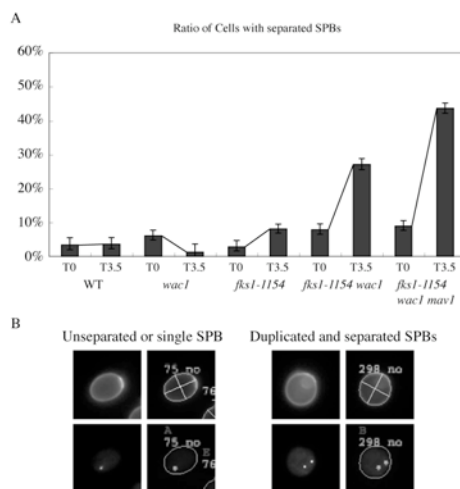 A
Ratio of Cells with separated SPBs
60%
50%
40%
30%
20%
10%
0%
T0 T3.5 T0 T3.5 T0 T3.5 T0 T3.5 T0 T3.5
WT wac1 fks1-1154 fks1-1154 wac1 fks1-1154
wac1 mav1
B
Unseparated or single SPB Duplicated and separated SPBs
75 no 298 no
76
A B
75 no E 298 no
76